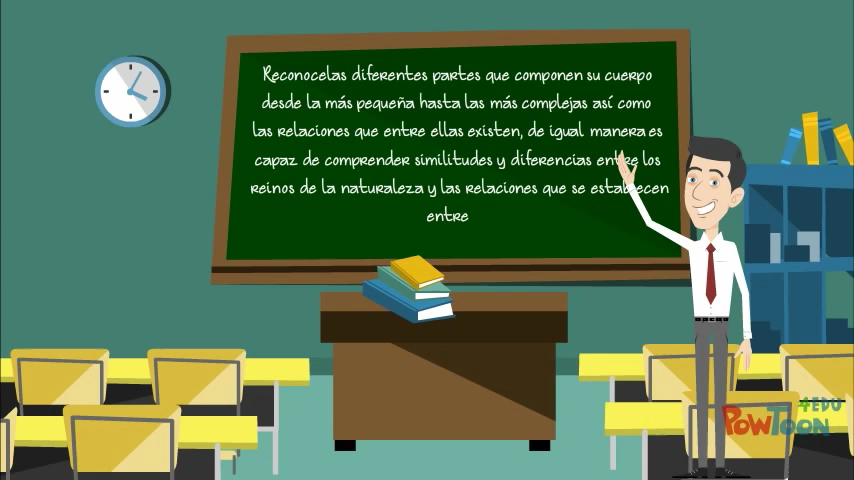 Reconocelas diferentes partes que componen su cuerpo
desde la más pequeña hasta las más complejas así como
las relaciones que entre ellas existen, de igual manera es
capaz de comprender similitudes y diferencias entre los
reinos de la naturaleza y las relaciones que se establecen
entre
4EDU
POWTOON